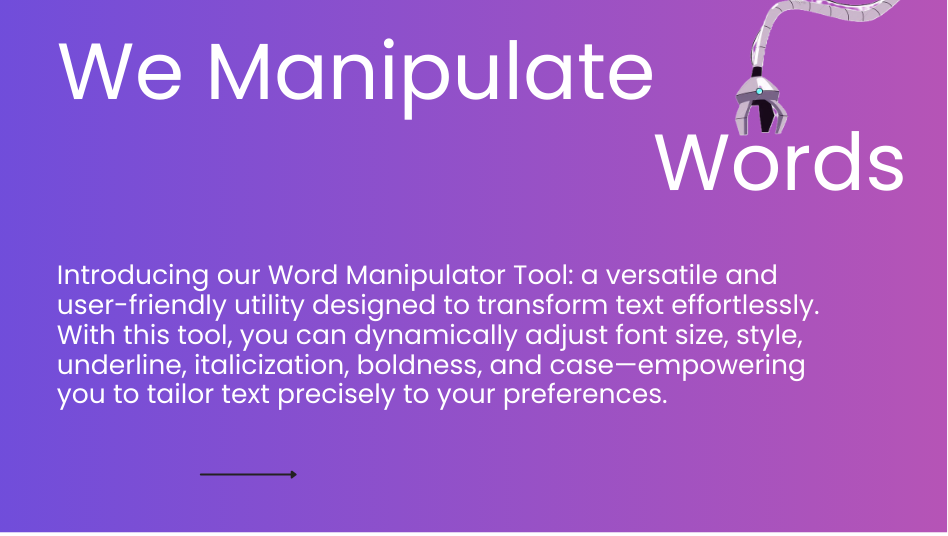 We Manipulate
Words
Introducing our Word Manipulator Tool: a versatile and
user-friendly utility designed to transform text effortlessly.
With this tool, you can dynamically adjust font size, style,
underline, italicization, boldness, and case—empowering
you to tailor text precisely to your preferences.